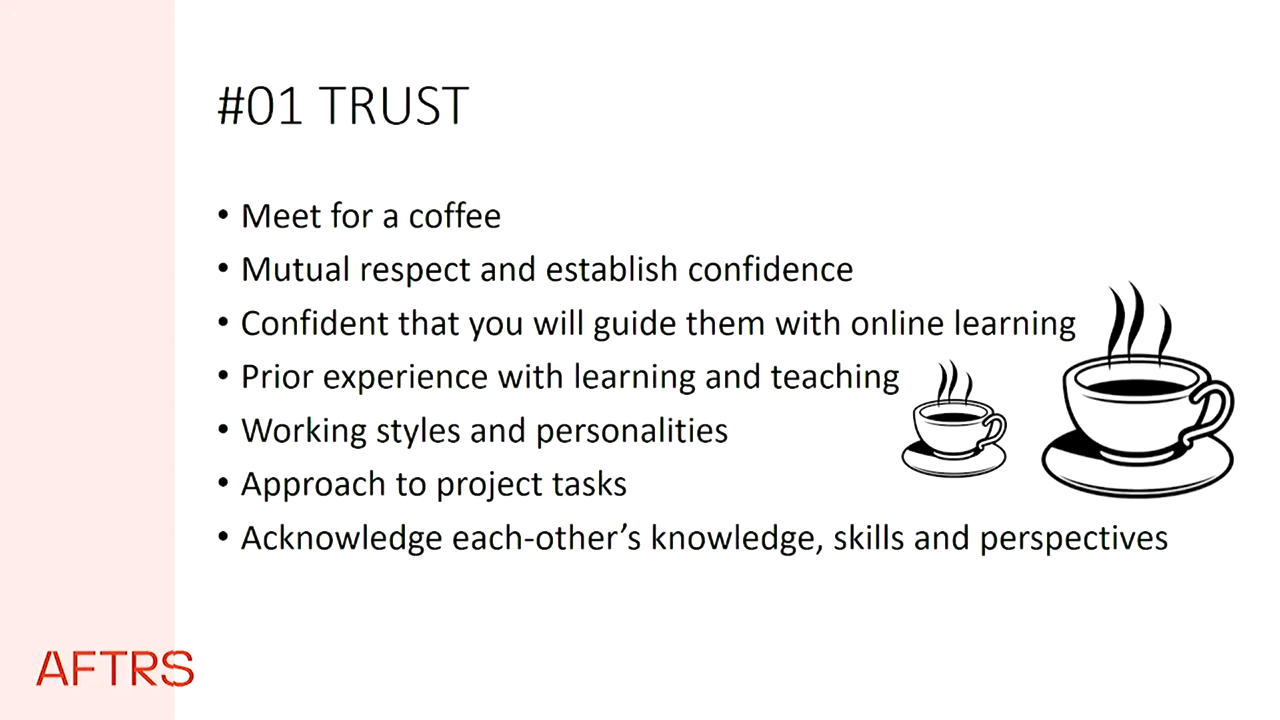 #01 TRUST
• Meet for a coffee
• Mutual respect and establish confidence
• Confident that you will guide them with online learning
• Prior experience with learning and teaching
• Working styles and personalities
• Approach to project tasks
• Acknowledge each-other’s knowledge, skills and perspectives
AFTRS